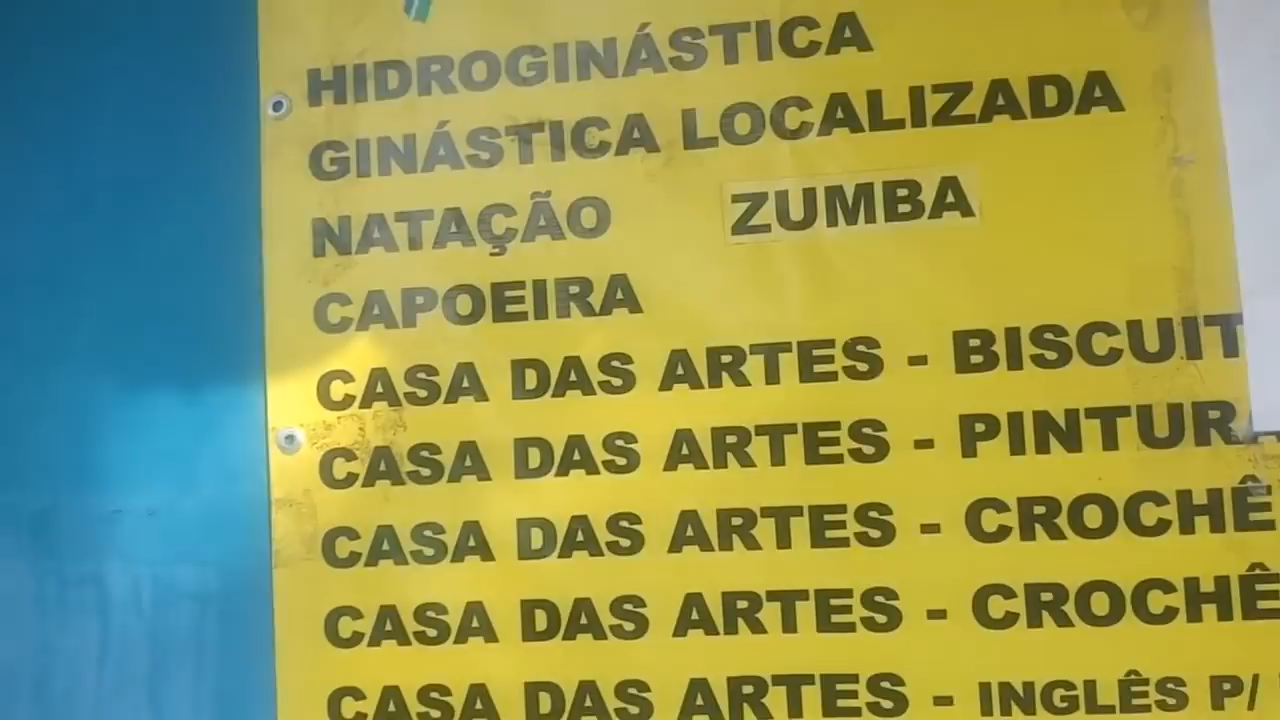 HIDROGINÁSTICA
GINÁSTICA LOCALIZADA
NATAÇÃO ZUMBA
CAPOEIRA
CASA DAS ARTES - BISCUIT
CASA DAS ARTES - PINTUR
CASA DAS ARTES - CROCHÊ
CASA DAS ARTES - CROCHÊ
CASA DAS ARTES - INGLÊS P/